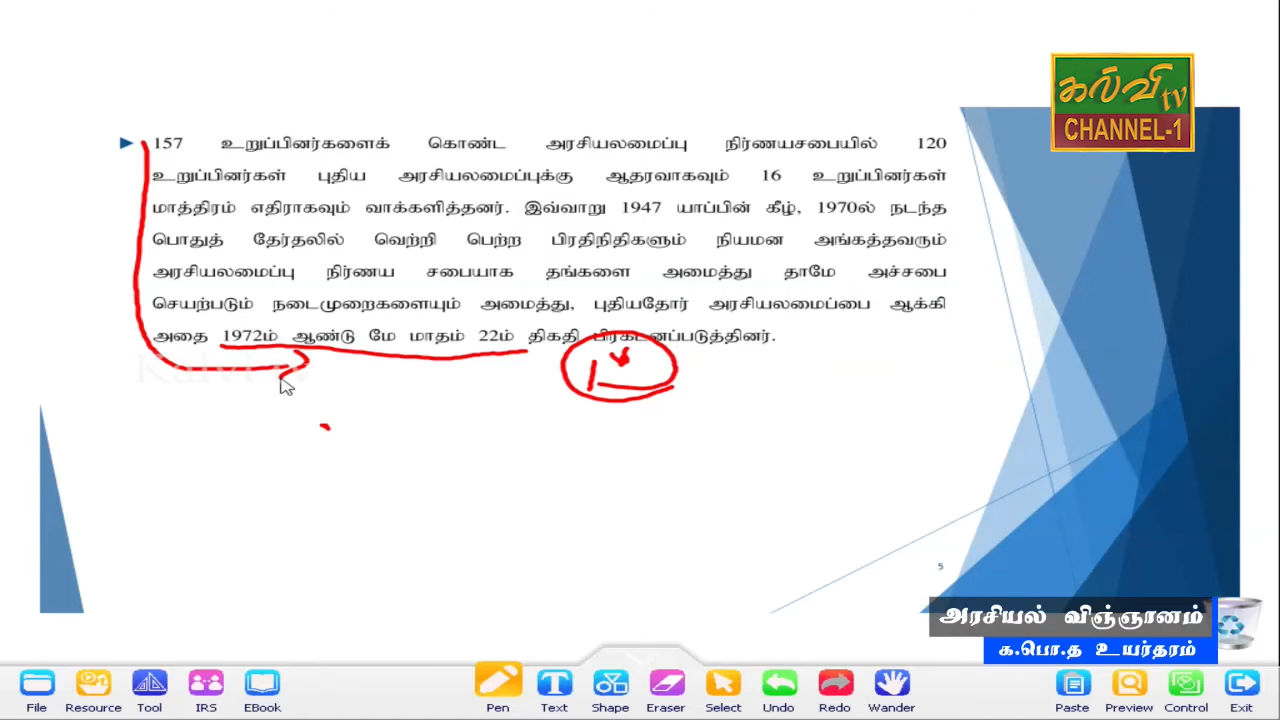 கல்வி tv
CHANNEL-1
157 உறுப்பினர்களைக் கொண்ட அரசியலமைப்பு நிர்ணயசபையில் 120
உறுப்பினர்கள் புதிய அரசியலமைப்புக்கு ஆதரவாகவும் 16 உறுப்பினர்கள்
மாத்திரம் எதிராகவும் வாக்களித்தனர். இவ்வாறு 1947 யாப்பின் கீழ், 1970ல் நடந்த
பொதுத் தேர்தலில் வெற்றி பெற்ற பிரதிநிதிகளும் நியமன அங்கத்தவரும்
அரசியலமைப்பு நிர்ணய சபையாக தங்களை அமைத்து தாமே அச்சபை
செயற்படும் நடைமுறைகளையும் அமைத்து, புதியதோர் அரசியலமைப்பை ஆக்கி
அதை 1972ம் ஆண்டு மே மாதம் 22ம் திகதி பிரகடனப்படுத்தினர்.
5
அரசியல் விஞ்ஞானம்
க.பொ.த உயர்தரம்
File Resource Tool IRS EBook Pen Text Shape Eraser Select Undo Redo Wander Paste Preview Control Exit